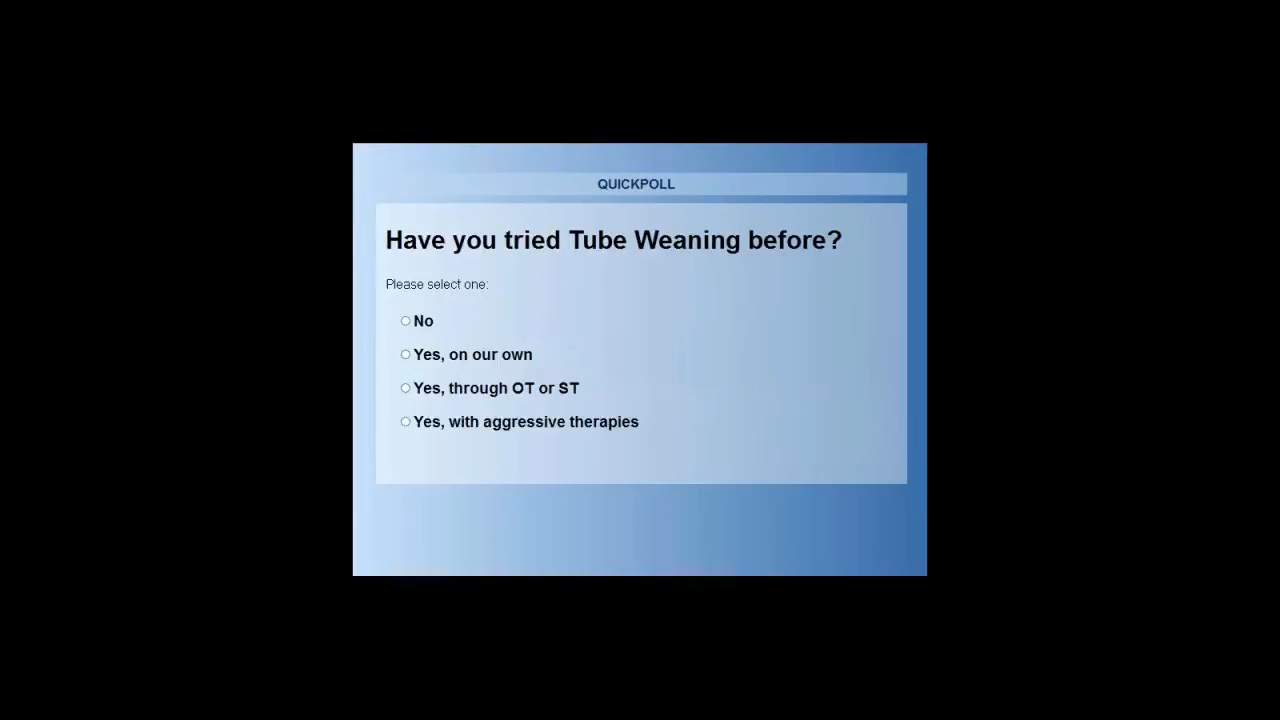 QUICKPOLL
Have you tried Tube Weaning before?
Please select one:
No
Yes, on our own
Yes, through OT or ST
Yes, with aggressive therapies